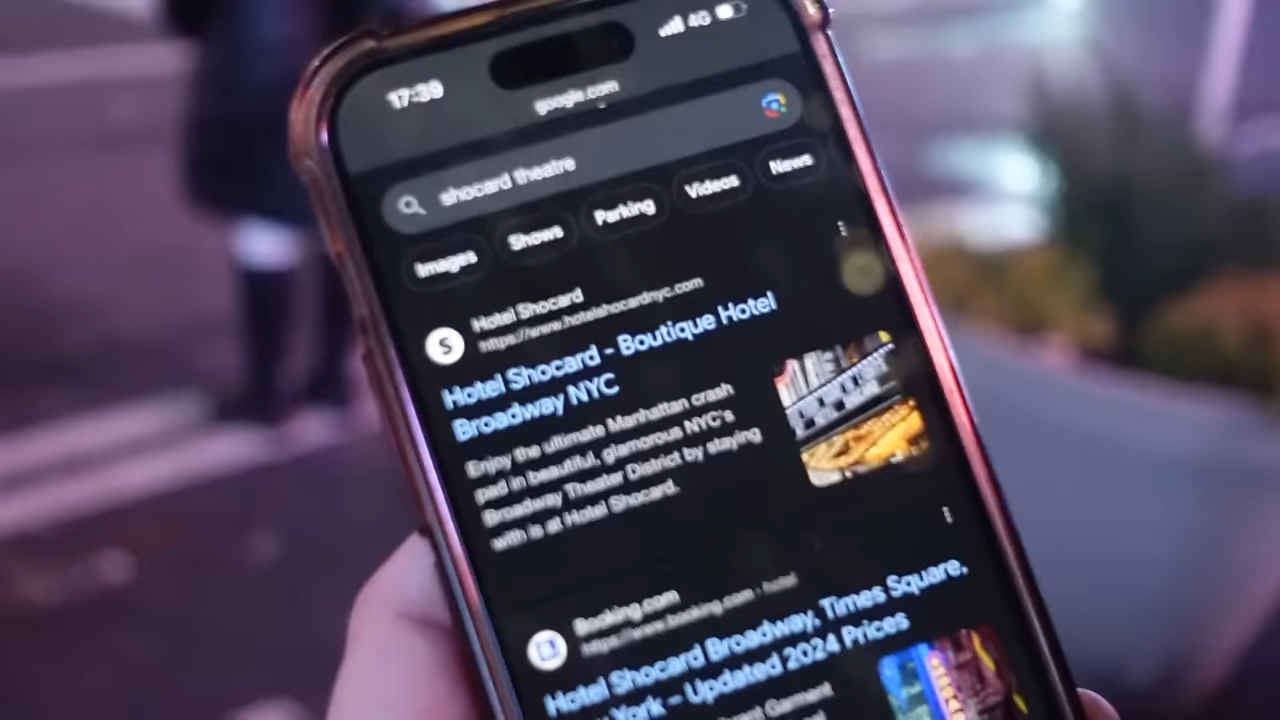 17:39
4G
google.com
shocard theatre
Images
Shows
Parking
Videos
News
S
Hotel Shocard
https://www.hotelshocardnyc.com
Hotel Shocard - Boutique Hotel
Broadway NYC
Enjoy the ultimate Manhattan crash
pad in beautiful, glamorous NYC's
Broadway Theater District by staying
with is at Hotel Shocard.
Booking.com
https://www.booking.com › hotel
Hotel Shocard Broadway, Times Square,
York – Updated 2024 Prices
Garment